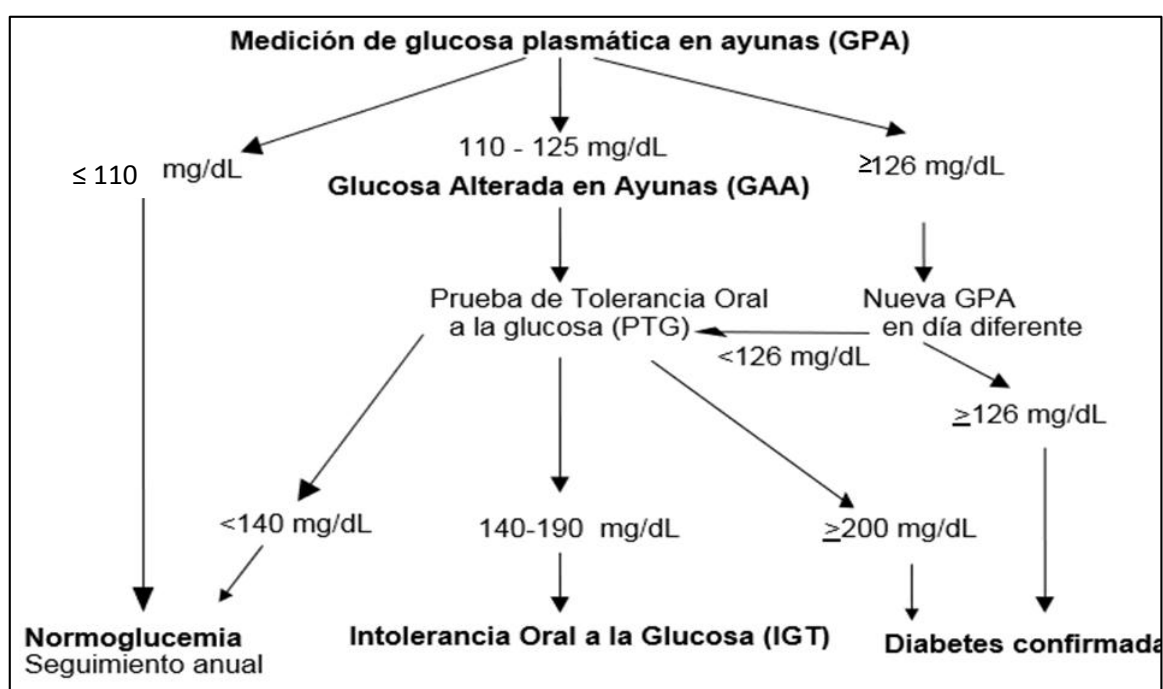 Medición de glucosa plasmática en ayunas (GPA)
≤ 110 mg/dL
110 - 125 mg/dL
Glucosa Alterada en Ayunas (GAA)
≥126 mg/dL
Prueba de Tolerancia Oral
a la glucosa (PTG)
Nueva GPA
en día diferente
<126 mg/dL
≥126 mg/dL
<140 mg/dL
140-190 mg/dL
≥200 mg/dL
Normoglucemia
Seguimiento anual
Intolerancia Oral a la Glucosa (IGT)
Diabetes confirmada